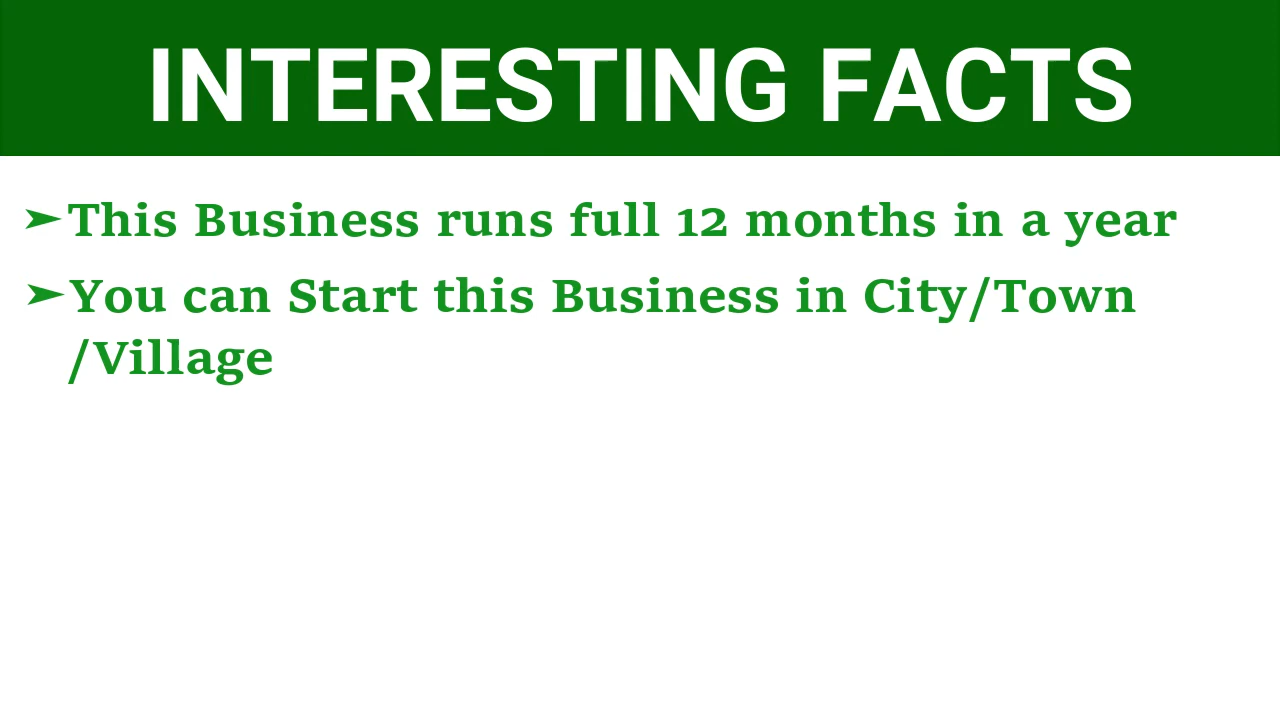 INTERESTING FACTS
➢This Business runs full 12 months in a year
➢You can Start this Business in City/Town
/Village